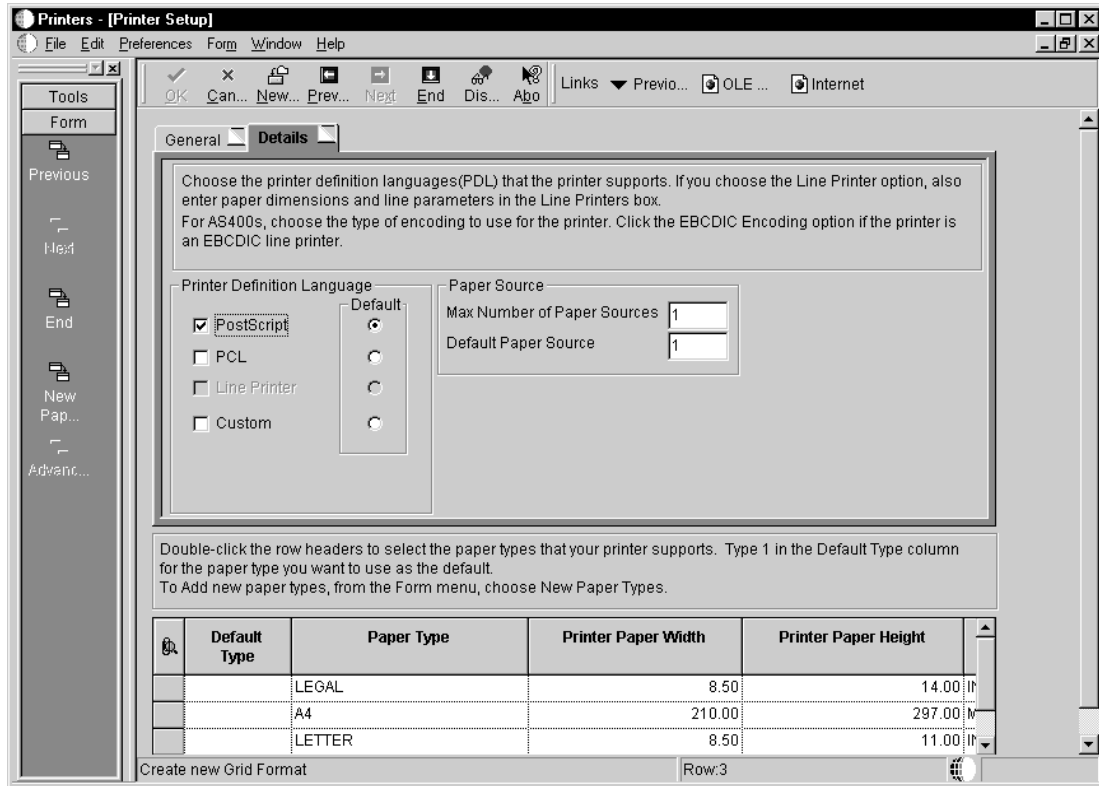 Printers - [Printer Setup]
File Edit Preferences Form Window Help
Tools
Form
Previous
Next
End
New
Pap...
Advanc...
OK Can... New... Prev... Next End Dis... Abo Links Previo... OLE ... Internet
General Details
Choose the printer definition languages(PDL) that the printer supports. If you choose the Line Printer option, also
enter paper dimensions and line parameters in the Line Printers box.
For AS400s, choose the type of encoding to use for the printer. Click the EBCDIC Encoding option if the printer is
an EBCDIC line printer.
Printer Definition Language
Default
PostScript
PCL
Line Printer
Custom
Paper Source
Max Number of Paper Sources 1
Default Paper Source 1
Double-click the row headers to select the paper types that your printer supports. Type 1 in the Default Type column
for the paper type you want to use as the default.
To Add new paper types, from the Form menu, choose New Paper Types.
Default Type Paper Type Printer Paper Width Printer Paper Height
LEGAL 8.50 14.00 IN
A4 210.00 297.00 M
LETTER 8.50 11.00 IN
Create new Grid Format Row:3